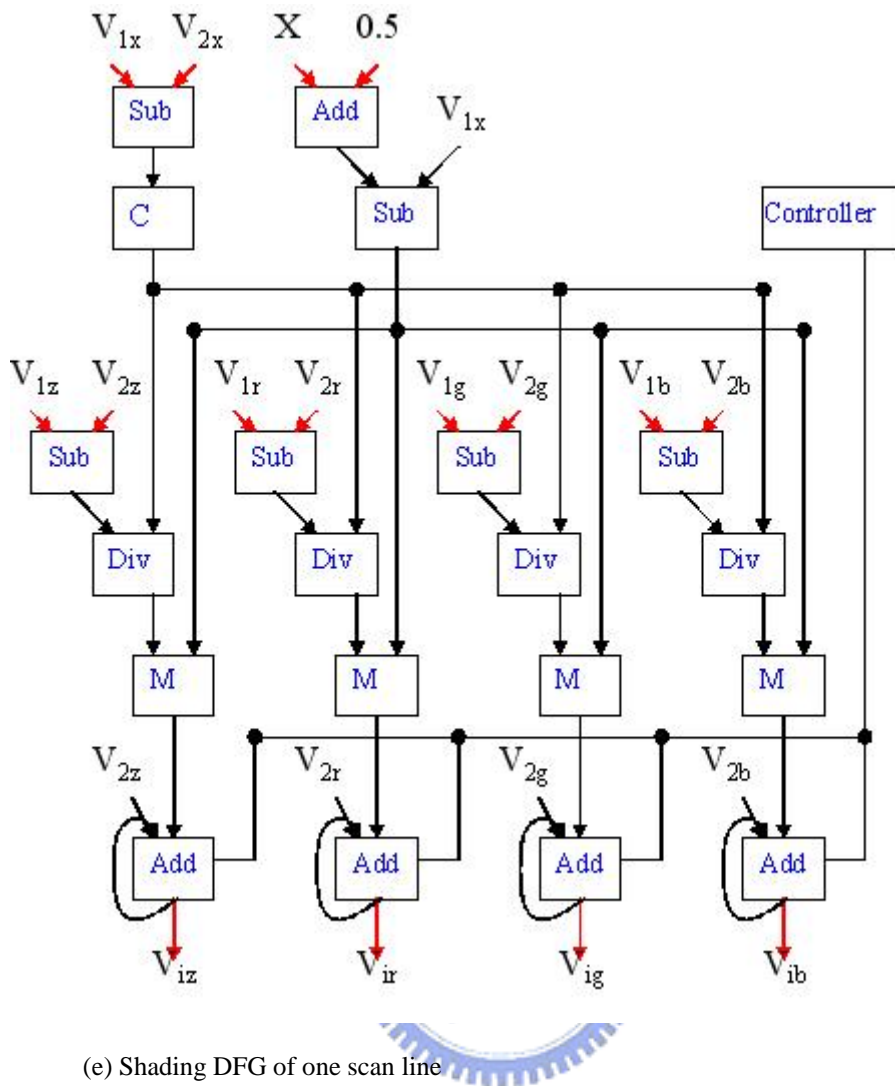 V1x V2x X 0.5
Sub Add V1x
C Sub Controller
V1z V2z V1r V2r V1g V2g V1b V2b
Sub Sub Sub Sub
Div Div Div Div
M M M M
V2z V2r V2g V2b
Add Add Add Add
Viz Vir Vig Vib
(e) Shading DFG of one scan line